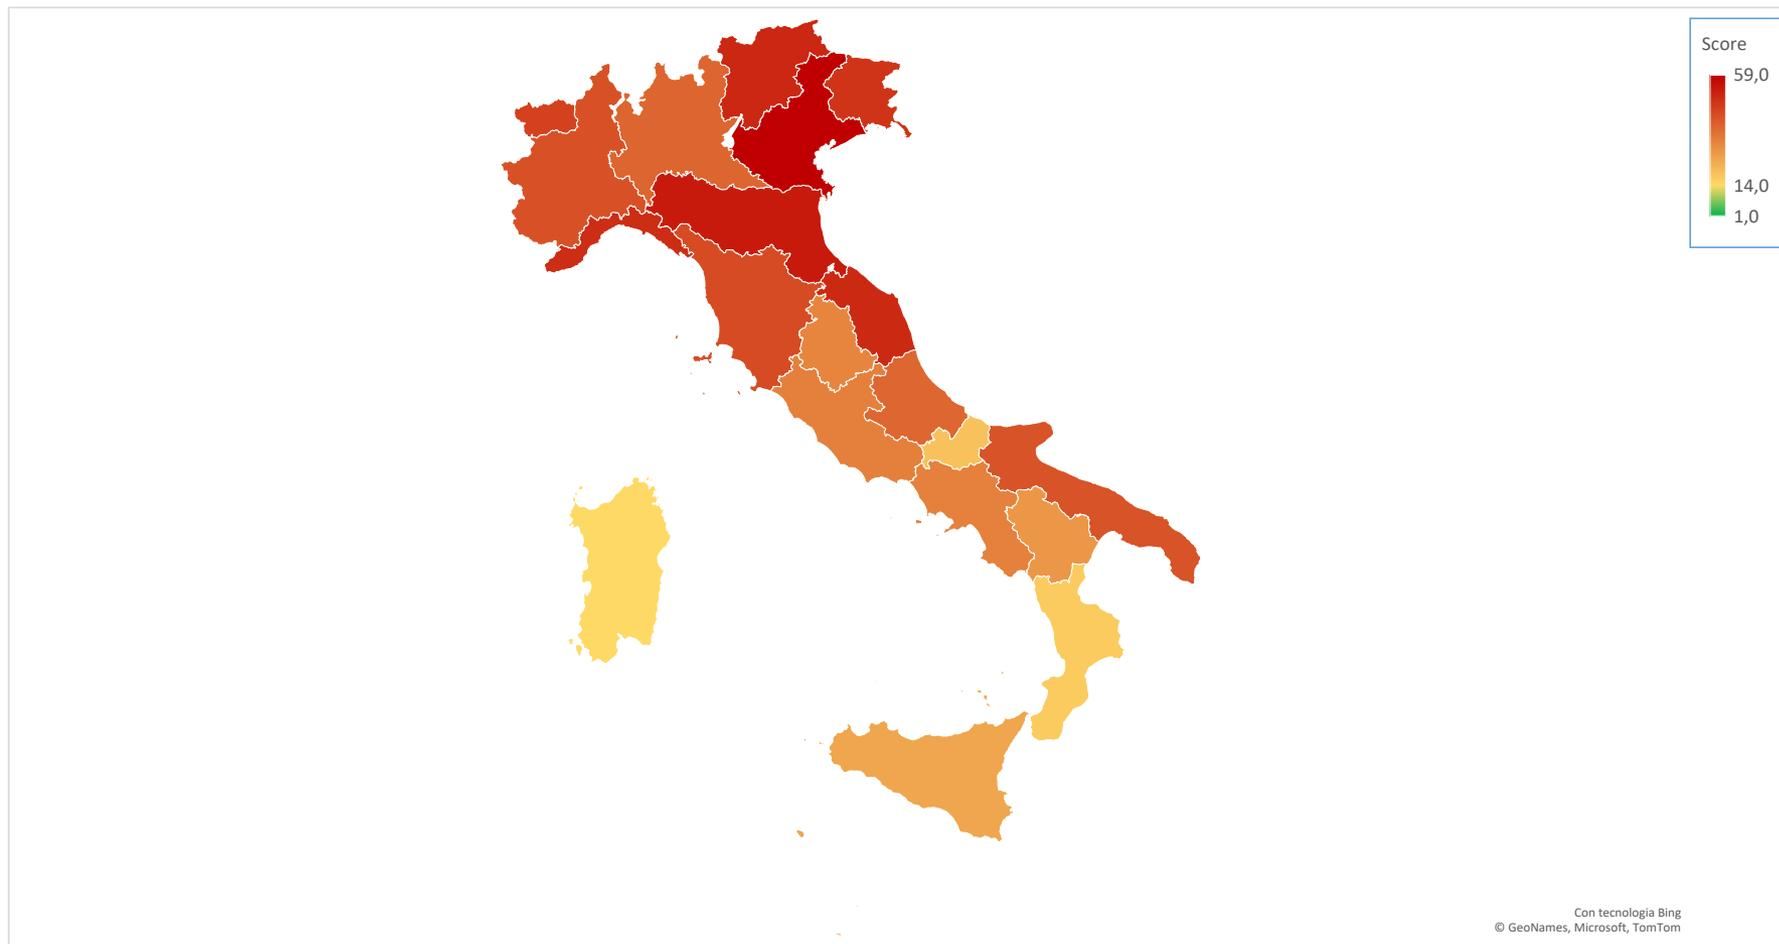 Score
59,0
14,0
1,0
Con tecnologia Bing
© GeoNames, Microsoft, TomTom